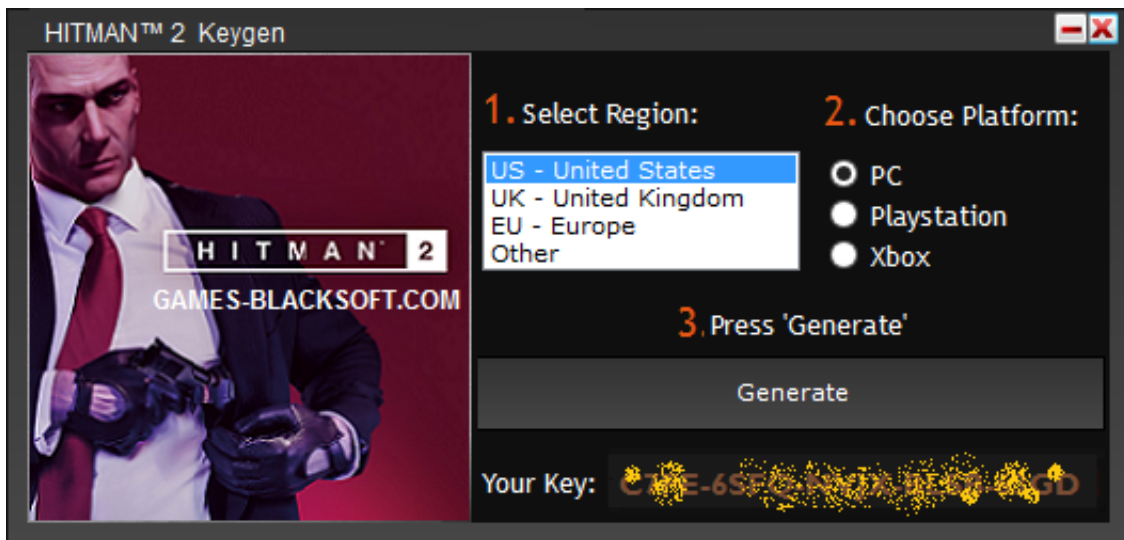 HITMAN™ 2 Keygen
1. Select Region:
US - United States
UK - United Kingdom
EU - Europe
Other
2. Choose Platform:
PC
Playstation
Xbox
HITMAN 2
GAMES-BLACKSOFT.COM
3. Press 'Generate'
Generate
Your Key: